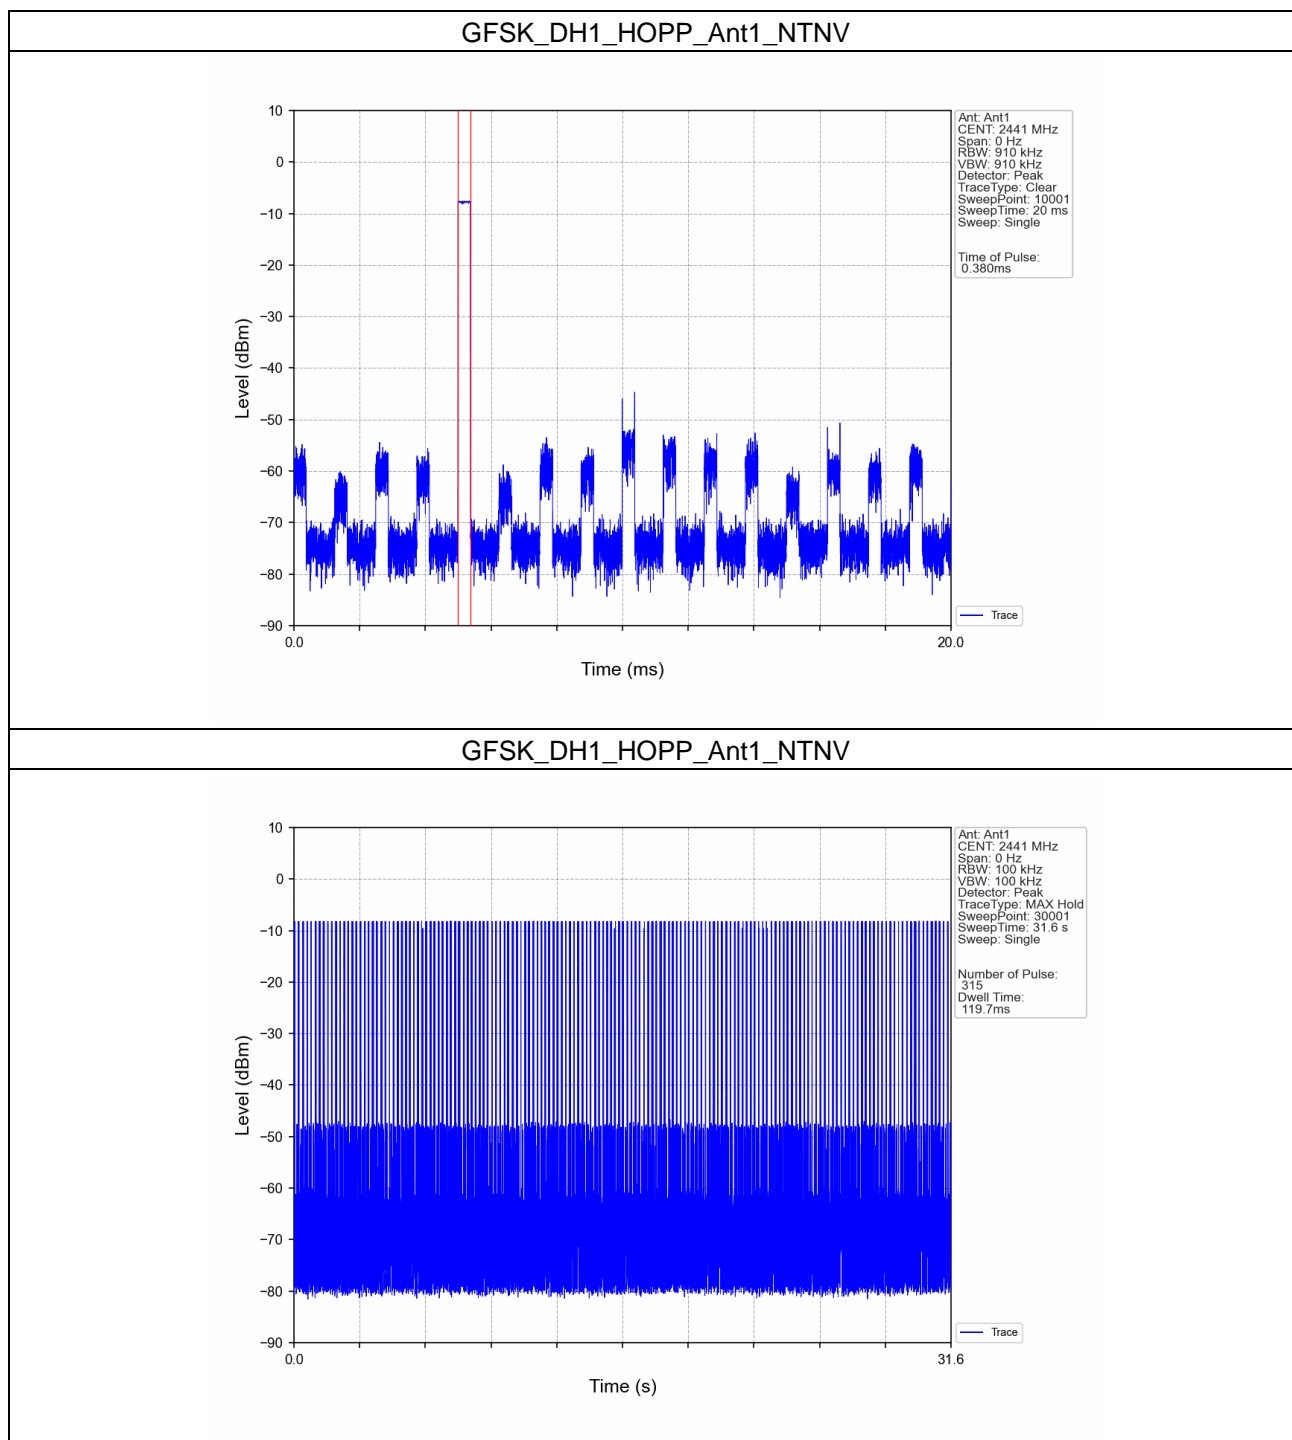 GFSK_DH1_HOPP_Ant1_NTNV
10
0
−10
−20
−30
−40
−50
−60
−70
−80
−90
Level (dBm)
0.0
20.0
Time (ms)
Ant: Ant1
CENT: 2441 MHz
Span: 0 Hz
RBW: 910 kHz
VBW: 910 kHz
Detector: Peak
TraceType: Clear
SweepPoint: 10001
SweepTime: 20 ms
Sweep: Single
Time of Pulse:
0.380ms
Trace
GFSK_DH1_HOPP_Ant1_NTNV
10
0
−10
−20
−30
−40
−50
−60
−70
−80
−90
Level (dBm)
0.0
31.6
Time (s)
Ant: Ant1
CENT: 2441 MHz
Span: 0 Hz
RBW: 100 kHz
VBW: 100 kHz
Detector: Peak
TraceType: MAX Hold
SweepPoint: 30001
SweepTime: 31.6 s
Sweep: Single
Number of Pulse:
315
Dwell Time:
119.7ms
Trace